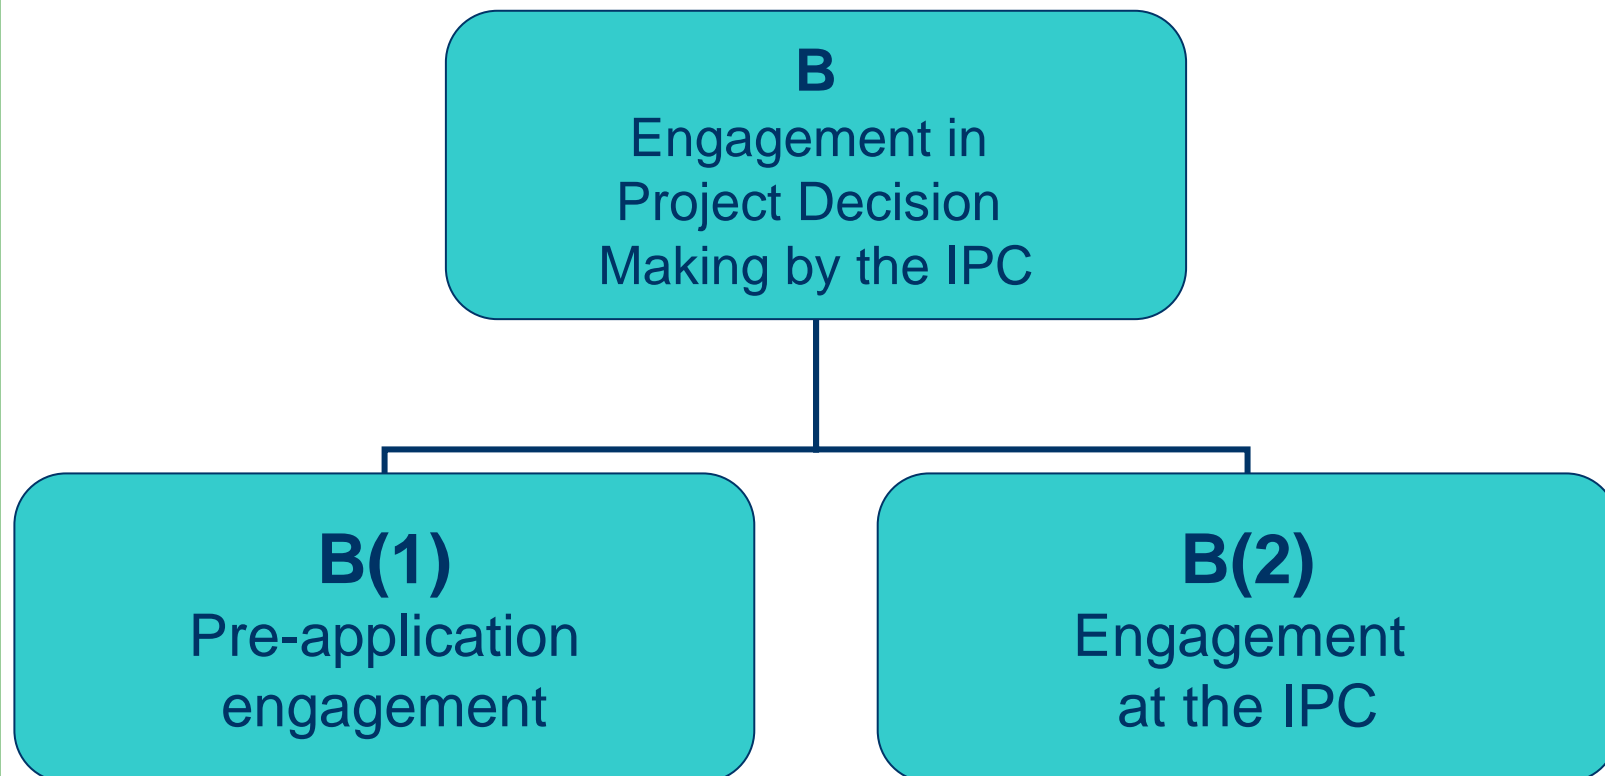 B
Engagement in
Project Decision
Making by the IPC
B(1)
Pre-application
engagement
B(2)
Engagement
at the IPC